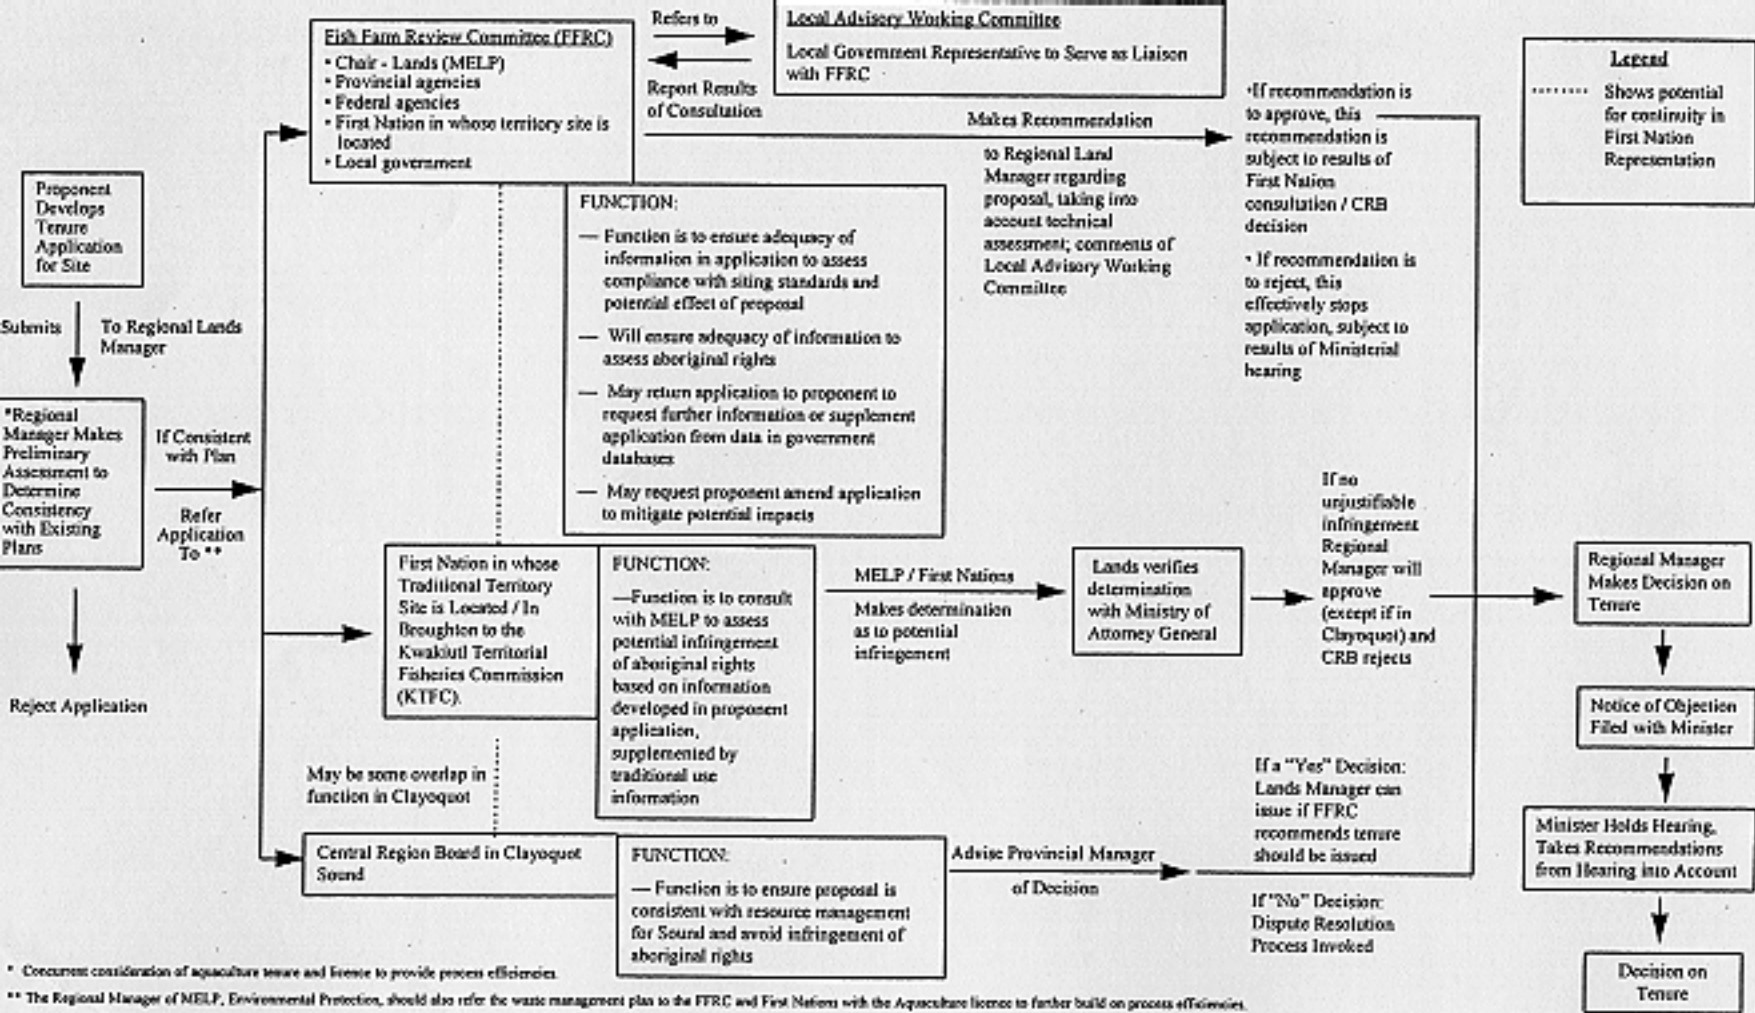 Proponent
Develops
Tenure
Application
for Site
Submits
To Regional Lands
Manager
*Regional
Manager Makes
Preliminary
Assessment to
Determine
Consistency
with Existing
Plans
Reject Application
If Consistent
with Plan
Refer
Application
To **
Fish Farm Review Committee (FFRC)
• Chair - Lands (MELP)
• Provincial agencies
• Federal agencies
• First Nation in whose territory site is
located
• Local government
Refers to
Report Results
of Consultation
Local Advisory Working Committee
Local Government Representative to Serve as Liaison
with FFRC
FUNCTION:
— Function is to ensure adequacy of
information in application to assess
compliance with siting standards and
potential effect of proposal
— Will ensure adequacy of information to
assess aboriginal rights
— May return application to proponent to
request further information or supplement
application from data in government
databases
— May request proponent amend application
to mitigate potential impacts
Makes Recommendation
to Regional Land
Manager regarding
proposal, taking into
account technical
assessment; comments of
Local Advisory Working
Committee
•If recommendation is
to approve, this
recommendation is
subject to results of
First Nation
consultation / CRB
decision
• If recommendation is
to reject, this
effectively stops
application, subject to
results of Ministerial
hearing
Legend
........ Shows potential
for continuity in
First Nation
Representation
First Nation in whose
Traditional Territory
Site is Located / In
Broughton to the
Kwakiutl Territorial
Fisheries Commission
(KTFC).
FUNCTION:
—Function is to consult
with MELP to assess
potential infringement
of aboriginal rights
based on information
developed in proponent
application,
supplemented by
traditional use
information
MELP / First Nations
Makes determination
as to potential
infringement
Lands verifies
determination
with Ministry of
Attorney General
If no
unjustifiable
infringement
Regional
Manager will
approve
(except if in
Clayoquot) and
CRB rejects
Regional Manager
Makes Decision on
Tenure
Notice of Objection
Filed with Minister
Minister Holds Hearing,
Takes Recommendations
from Hearing into Account
Decision on
Tenure
May be some overlap in
function in Clayoquot
Central Region Board in Clayoquot
Sound
FUNCTION:
— Function is to ensure proposal is
consistent with resource management
for Sound and avoid infringement of
aboriginal rights
Advise Provincial Manager
of Decision
If a "Yes" Decision:
Lands Manager can
issue if FFRC
recommends tenure
should be issued
If "No" Decision:
Dispute Resolution
Process Invoked
* Concurrent consideration of aquaculture tenure and licence to provide process efficiencies.
** The Regional Manager of MELP, Environmental Protection, should also refer the waste management plan to the FFRC and First Nations with the Aquaculture licence to further build on process efficiencies.